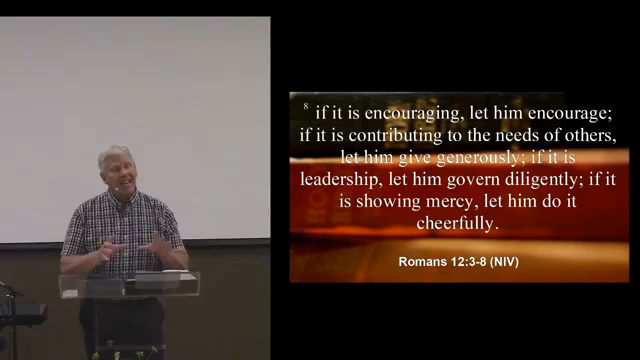 8 if it is encouraging, let him encourage;
if it is contributing to the needs of others,
let him give generously; if it is
leadership, let him govern diligently; if it
is showing mercy, let him do it
cheerfully.
Romans 12:3-8 (NIV)